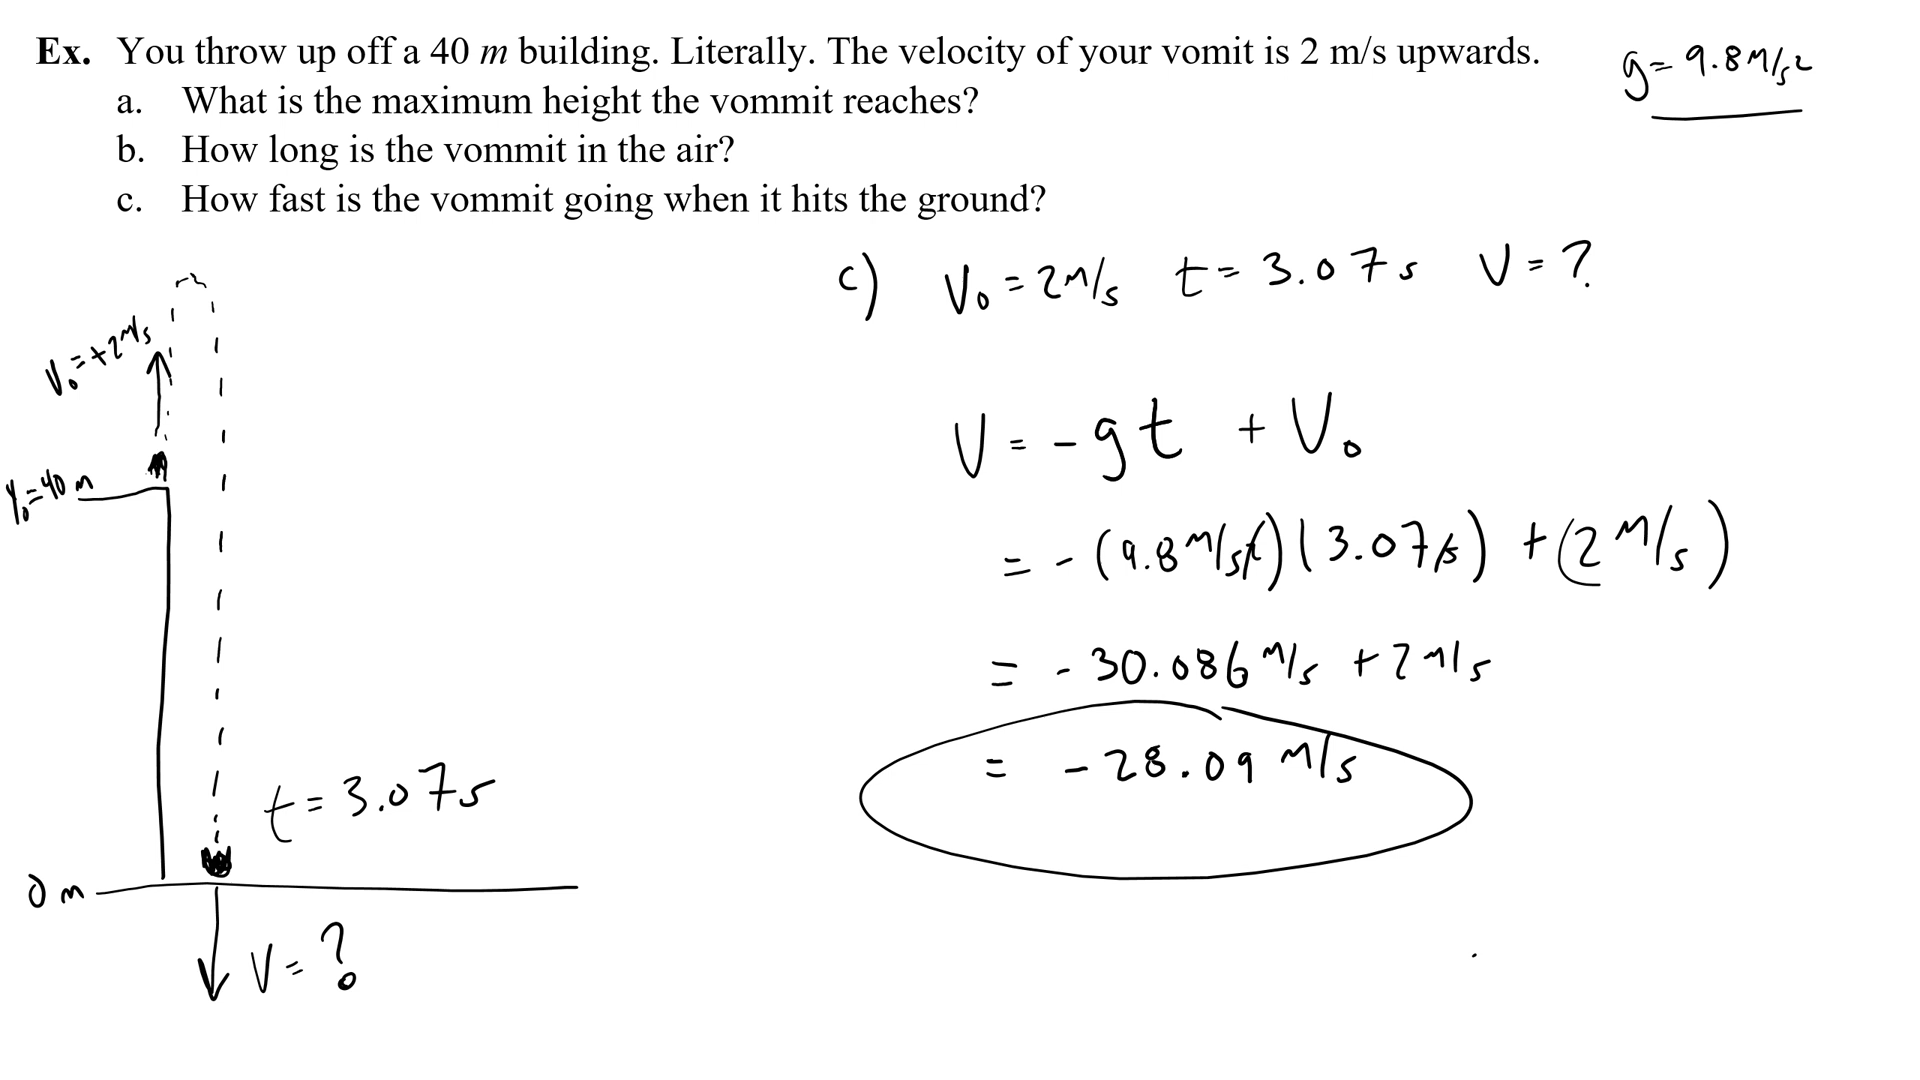 Ex. You throw up off a 40 m building. Literally. The velocity of your vomit is 2 m/s upwards.
g = 9.8 m/s²
a. What is the maximum height the vommit reaches?
b. How long is the vommit in the air?
c. How fast is the vommit going when it hits the ground?
c) V₀ = 2 m/s t = 3.07 s V = ?
V₀ = +2 m/s
V = -gt + V₀
Y₀ = 40 m
= -(9.8 m/s²)(3.07 s) + (2 m/s)
= -30.086 m/s + 2 m/s
= -28.09 m/s
t = 3.07 s
0 m
V = ?